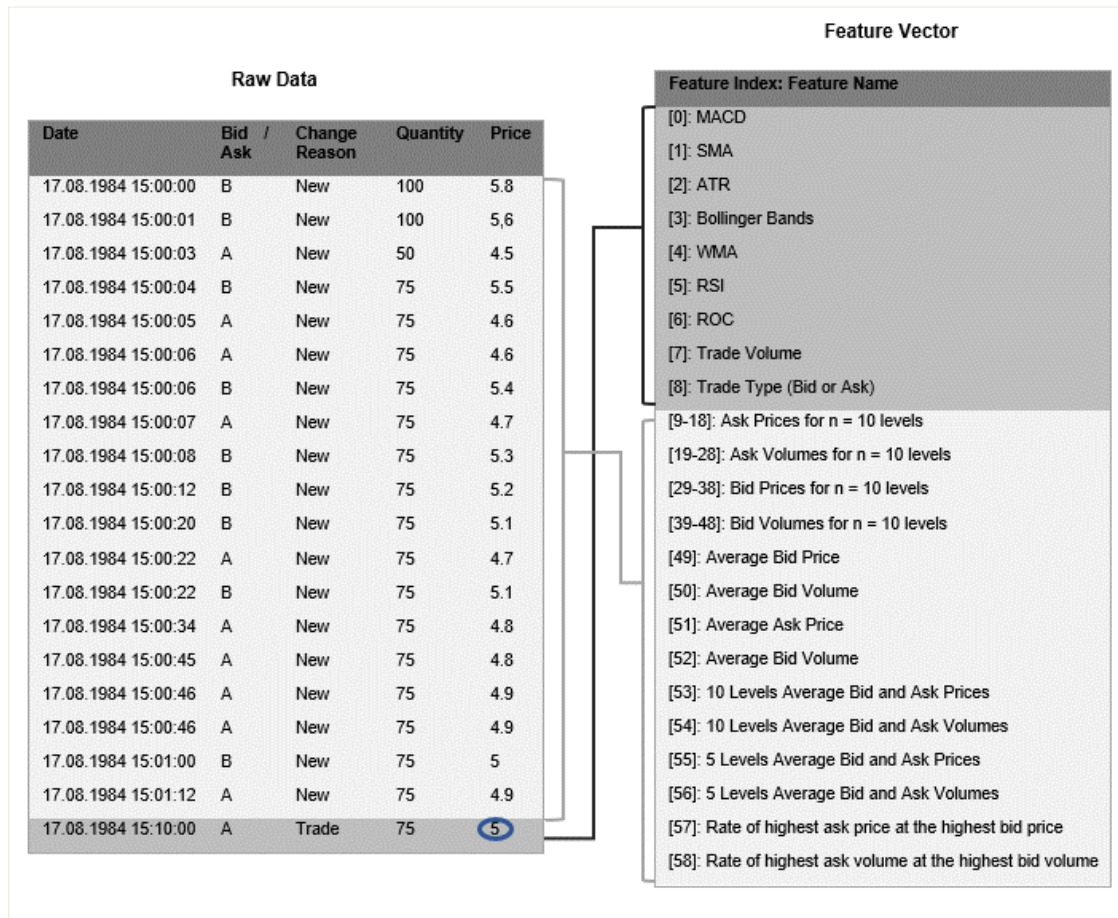 Feature Vector
Raw Data
Date Bid / Ask Change Reason Quantity Price
17.08.1984 15:00:00 B New 100 5.8
17.08.1984 15:00:01 B New 100 5,6
17.08.1984 15:00:03 A New 50 4.5
17.08.1984 15:00:04 B New 75 5.5
17.08.1984 15:00:05 A New 75 4.6
17.08.1984 15:00:06 A New 75 4.6
17.08.1984 15:00:06 B New 75 5.4
17.08.1984 15:00:07 A New 75 4.7
17.08.1984 15:00:08 B New 75 5.3
17.08.1984 15:00:12 B New 75 5.2
17.08.1984 15:00:20 B New 75 5.1
17.08.1984 15:00:22 A New 75 4.7
17.08.1984 15:00:22 B New 75 5.1
17.08.1984 15:00:34 A New 75 4.8
17.08.1984 15:00:45 A New 75 4.8
17.08.1984 15:00:46 A New 75 4.9
17.08.1984 15:00:46 A New 75 4.9
17.08.1984 15:01:00 B New 75 5
17.08.1984 15:01:12 A New 75 4.9
17.08.1984 15:10:00 A Trade 75 5
Feature Index: Feature Name
[0]: MACD
[1]: SMA
[2]: ATR
[3]: Bollinger Bands
[4]: WMA
[5]: RSI
[6]: ROC
[7]: Trade Volume
[8]: Trade Type (Bid or Ask)
[9-18]: Ask Prices for n = 10 levels
[19-28]: Ask Volumes for n = 10 levels
[29-38]: Bid Prices for n = 10 levels
[39-48]: Bid Volumes for n = 10 levels
[49]: Average Bid Price
[50]: Average Bid Volume
[51]: Average Ask Price
[52]: Average Bid Volume
[53]: 10 Levels Average Bid and Ask Prices
[54]: 10 Levels Average Bid and Ask Volumes
[55]: 5 Levels Average Bid and Ask Prices
[56]: 5 Levels Average Bid and Ask Volumes
[57]: Rate of highest ask price at the highest bid price
[58]: Rate of highest ask volume at the highest bid volume